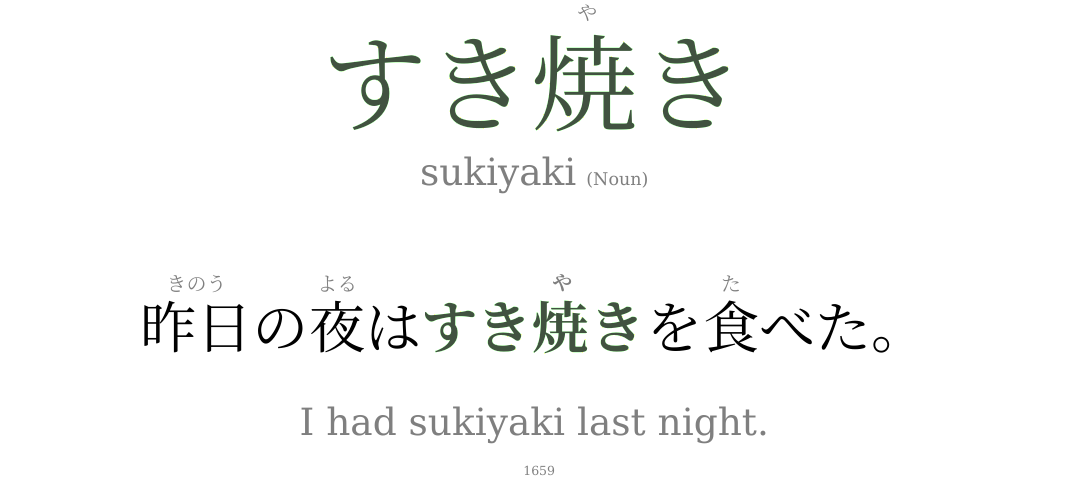 や
すき焼き
sukiyaki (Noun)
きのう よる や た
昨日の夜はすき焼きを食べた。
I had sukiyaki last night.
1659